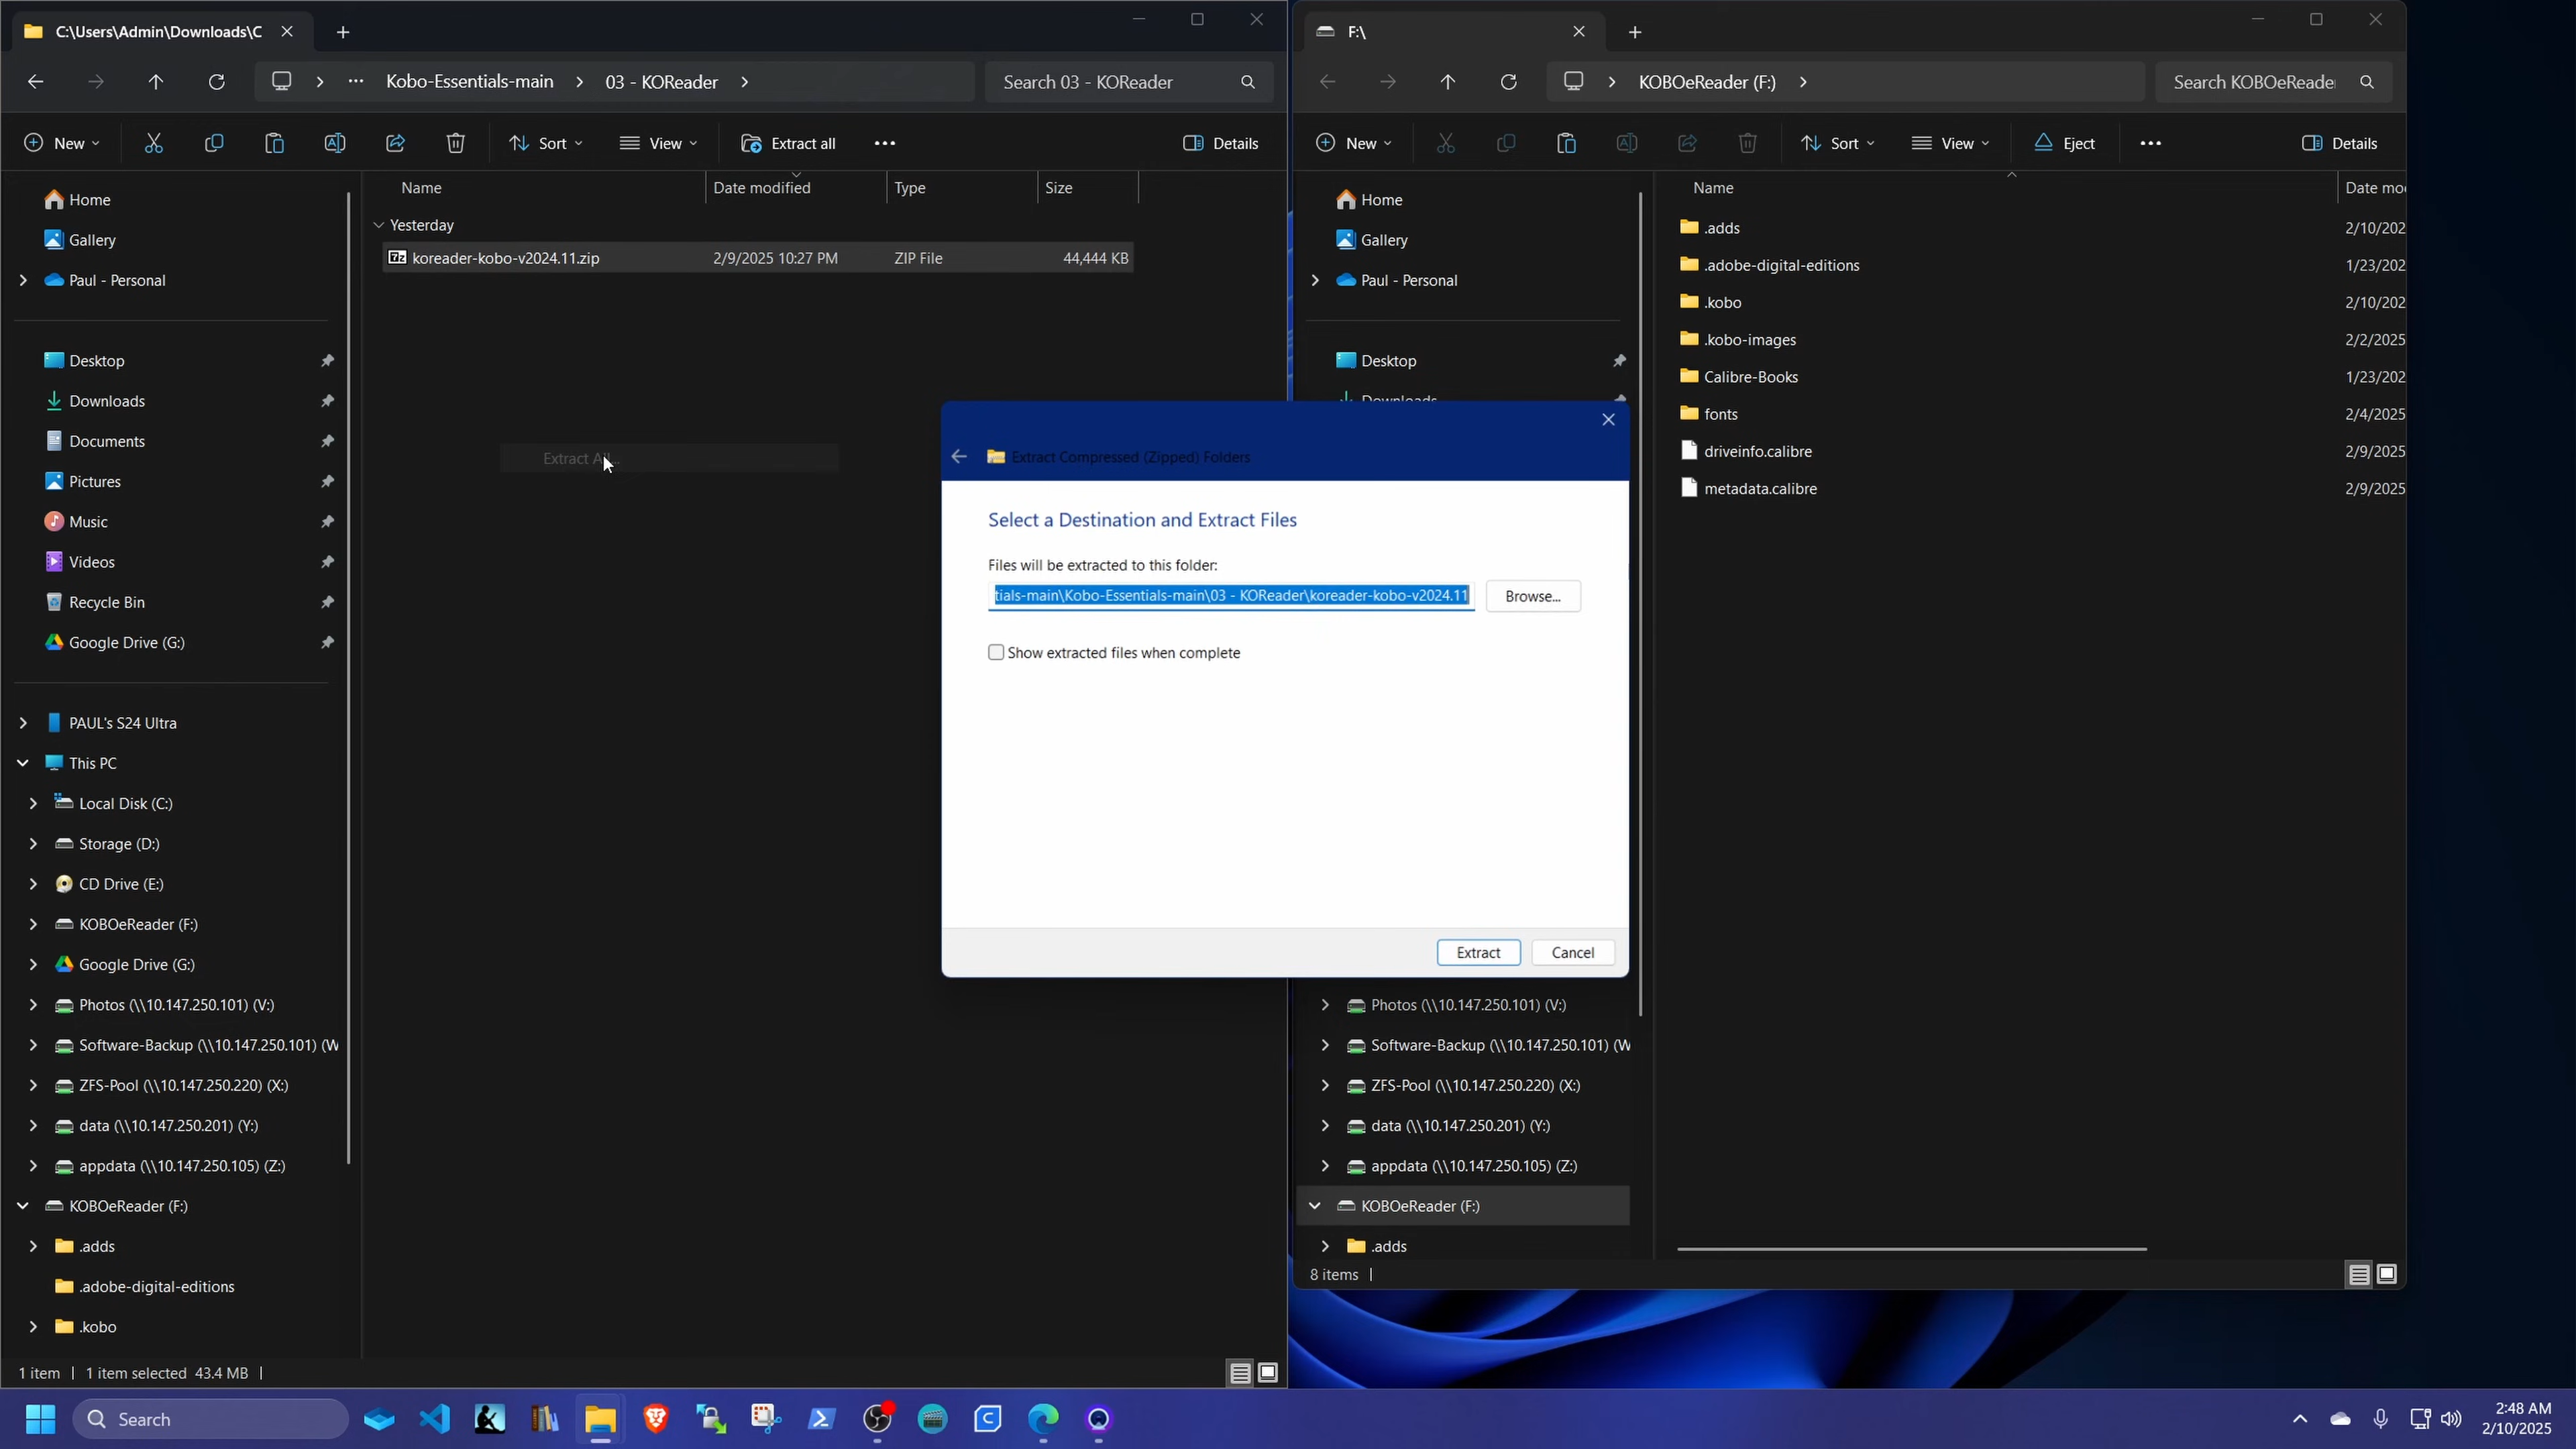 C:\Users\Admin\Downloads\C
Kobo-Essentials-main
03 - KOReader
Search 03 - KOReader
New
Sort
View
Extract all
Details
Name
Date modified
Type
Size
Home
Gallery
Paul - Personal
Desktop
Downloads
Documents
Pictures
Music
Videos
Recycle Bin
Google Drive (G:)
PAUL's S24 Ultra
This PC
Local Disk (C:)
Storage (D:)
CD Drive (E:)
KOBOeReader (F:)
Google Drive (G:)
Photos (\\10.147.250.101) (V:)
Software-Backup (\\10.147.250.101) (W
ZFS-Pool (\\10.147.250.220) (X:)
data (\\10.147.250.201) (Y:)
appdata (\\10.147.250.105) (Z:)
KOBOeReader (F:)
.adds
.adobe-digital-editions
.kobo
Yesterday
koreader-kobo-v2024.11.zip 2/9/2025 10:27 PM ZIP File 44,444 KB
Extract All...
1 item 1 item selected 43.4 MB
Extract Compressed (Zipped) Folders
Select a Destination and Extract Files
Files will be extracted to this folder:
tials-main\Kobo-Essentials-main\03 - KOReader\koreader-kobo-v2024.11
Browse...
Show extracted files when complete
Extract
Cancel
F:\
KOBOeReader (F:)
Search KOBOeReade
New
Sort
View
Eject
Details
Name
Date mo
Home
Gallery
Paul - Personal
Desktop
Downloads
Photos (\\10.147.250.101) (V:)
Software-Backup (\\10.147.250.101) (W
ZFS-Pool (\\10.147.250.220) (X:)
data (\\10.147.250.201) (Y:)
appdata (\\10.147.250.105) (Z:)
KOBOeReader (F:)
.adds
.adds 2/10/202
.adobe-digital-editions 1/23/202
.kobo 2/10/202
.kobo-images 2/2/2025
Calibre-Books 1/23/202
fonts 2/4/2025
driveinfo.calibre 2/9/2025
metadata.calibre 2/9/2025
8 items
Search
2:48 AM
2/10/2025